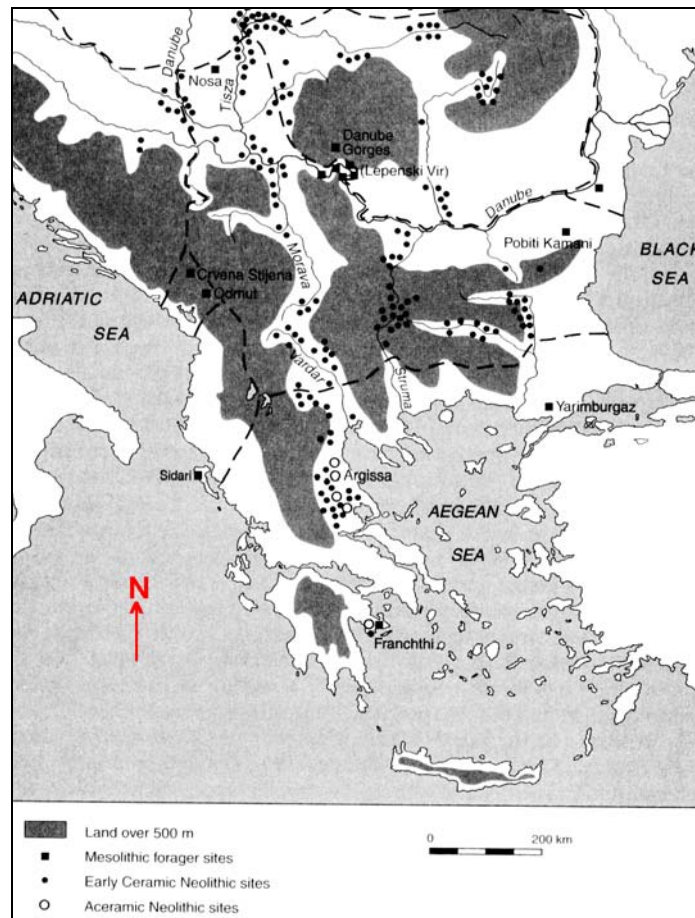 Danube
Nosa
Tisza
Danube
Gorges
(Lepenski Vir)
Danube
Pobiti Kamani
BLACK
SEA
Morava
Crvena Stijena
Odmut
ADRIATIC
SEA
Vardar
Struma
Yarimburgaz
Sidari
Argissa
AEGEAN
SEA
N
Franchthi
Land over 500 m
0 200 km
Mesolithic forager sites
Early Ceramic Neolithic sites
Aceramic Neolithic sites